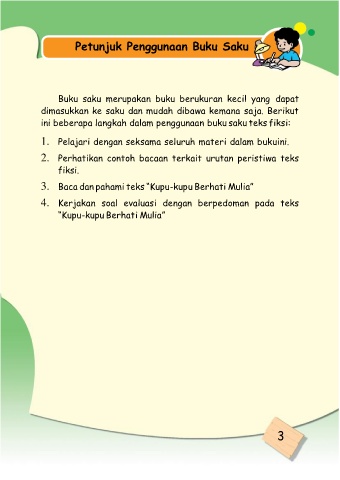 Petunjuk Penggunaan Buku Saku
Buku saku merupakan buku berukuran kecil yang dapat
dimasukkan ke saku dan mudah dibawa kemana saja. Berikut
ini beberapa langkah dalam penggunaan buku saku teks fiksi:
1. Pelajari dengan seksama seluruh materi dalam bukuini.
2. Perhatikan contoh bacaan terkait urutan peristiwa teks
fiksi.
3. Baca dan pahami teks "Kupu-kupu Berhati Mulia"
4. Kerjakan soal evaluasi dengan berpedoman pada teks
"Kupu-kupu Berhati Mulia"
3